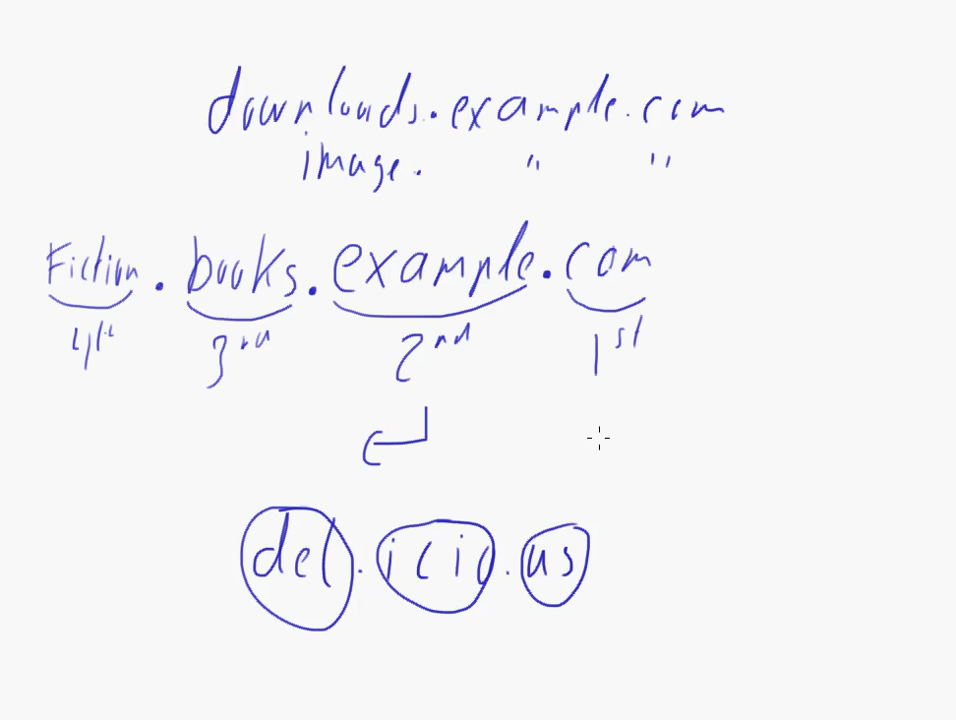 downloads.example.com
image. " "
Fiction.books.example.com
4th 3rd 2nd 1st
del.icio.us